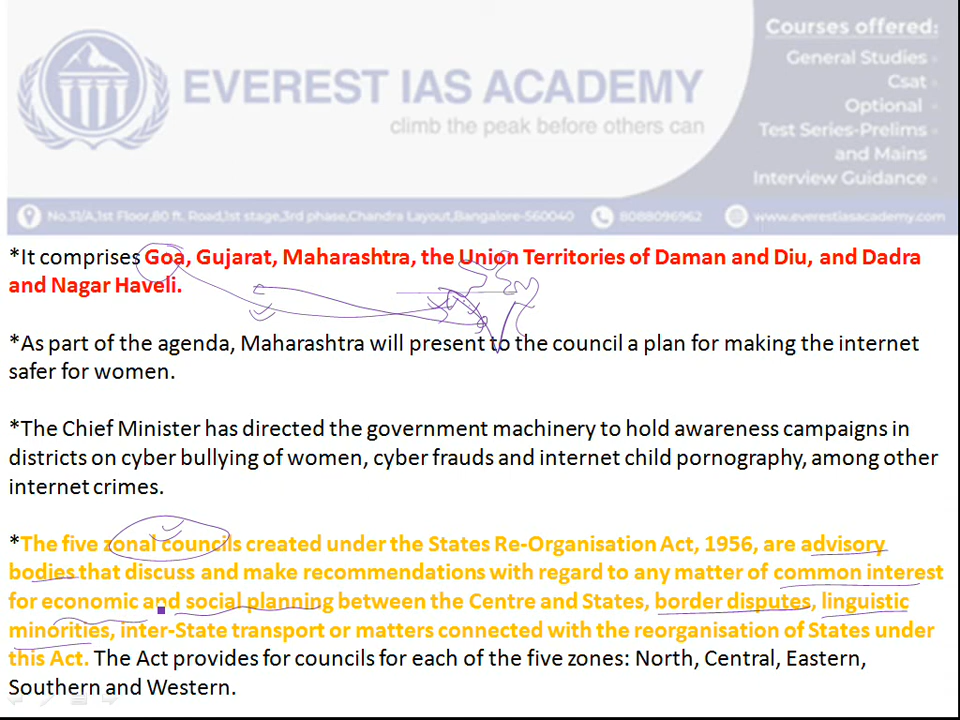 Courses offered:
General Studies
Csat
Optional
Test Series-Prelims
and Mains
Interview Guidance
EVEREST IAS ACADEMY
climb the peak before others can
No.31/A,1st Floor,80 ft. Road,1st stage,3rd phase,Chandra Layout,Bangalore-560040
8088096962
www.everestiasacademy.com
*It comprises Goa, Gujarat, Maharashtra, the Union Territories of Daman and Diu, and Dadra
and Nagar Haveli.
*As part of the agenda, Maharashtra will present to the council a plan for making the internet
safer for women.
*The Chief Minister has directed the government machinery to hold awareness campaigns in
districts on cyber bullying of women, cyber frauds and internet child pornography, among other
internet crimes.
*The five zonal councils created under the States Re-Organisation Act, 1956, are advisory
bodies that discuss and make recommendations with regard to any matter of common interest
for economic and social planning between the Centre and States, border disputes, linguistic
minorities, inter-State transport or matters connected with the reorganisation of States under
this Act. The Act provides for councils for each of the five zones: North, Central, Eastern,
Southern and Western.